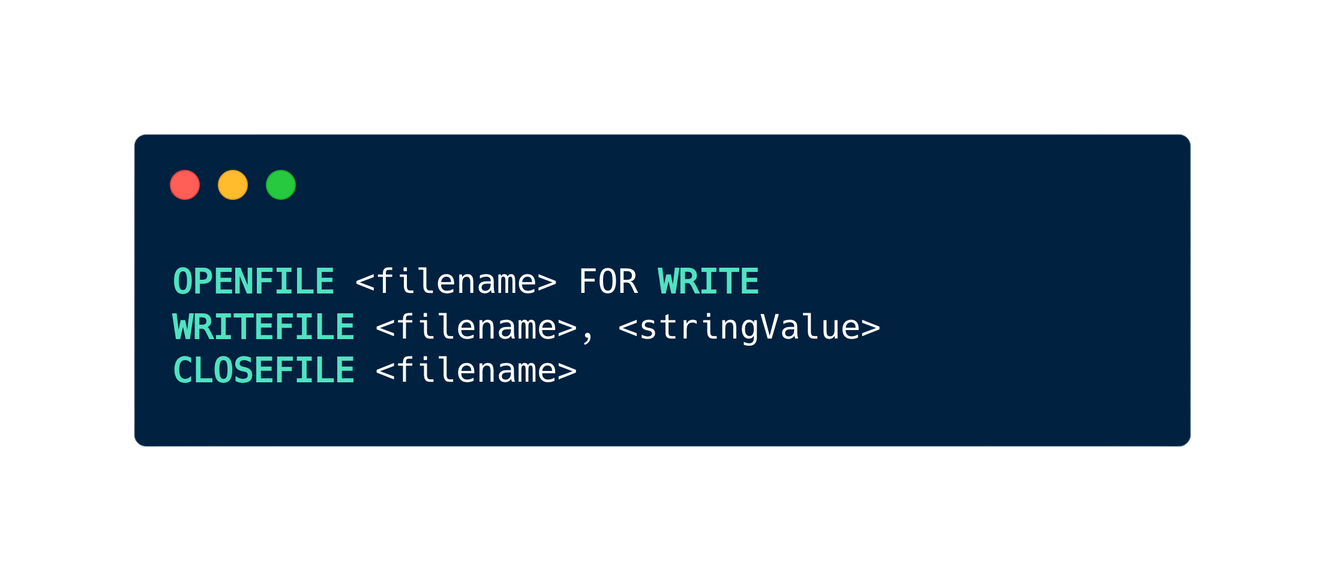 OPENFILE <filename> FOR WRITE
WRITEFILE <filename>, <stringValue>
CLOSEFILE <filename>